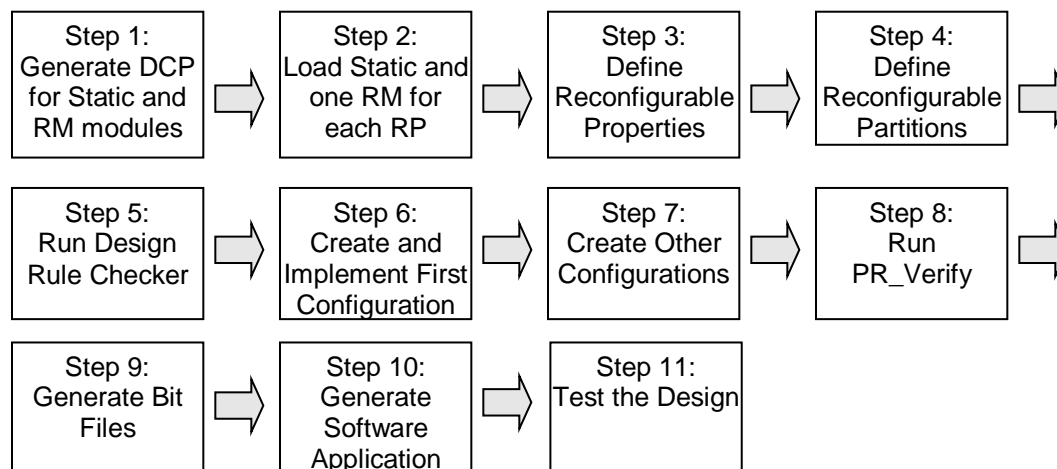 Step 1:
Generate DCP
for Static and
RM modules
Step 2:
Load Static and
one RM for
each RP
Step 3:
Define
Reconfigurable
Properties
Step 4:
Define
Reconfigurable
Partitions
Step 5:
Run Design
Rule Checker
Step 6:
Create and
Implement First
Configuration
Step 7:
Create Other
Configurations
Step 8:
Run
PR_Verify
Step 9:
Generate Bit
Files
Step 10:
Generate
Software
Application
Step 11:
Test the Design